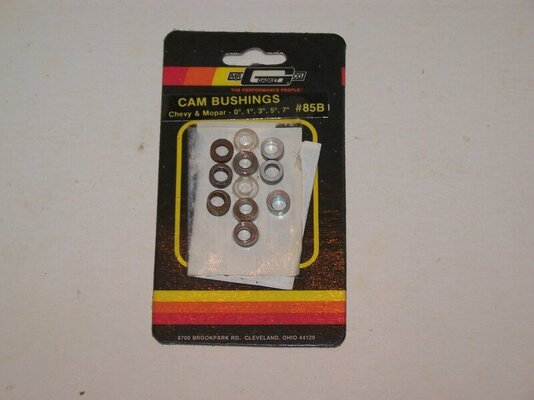 MR. GASKET CO.
THE PERFORMANCE PEOPLE
CAM BUSHINGS
Chevy & Mopar - 0°, 1°, 3°, 5°, 7° #85B
8700 BROOKPARK RD., CLEVELAND, OHIO 44129